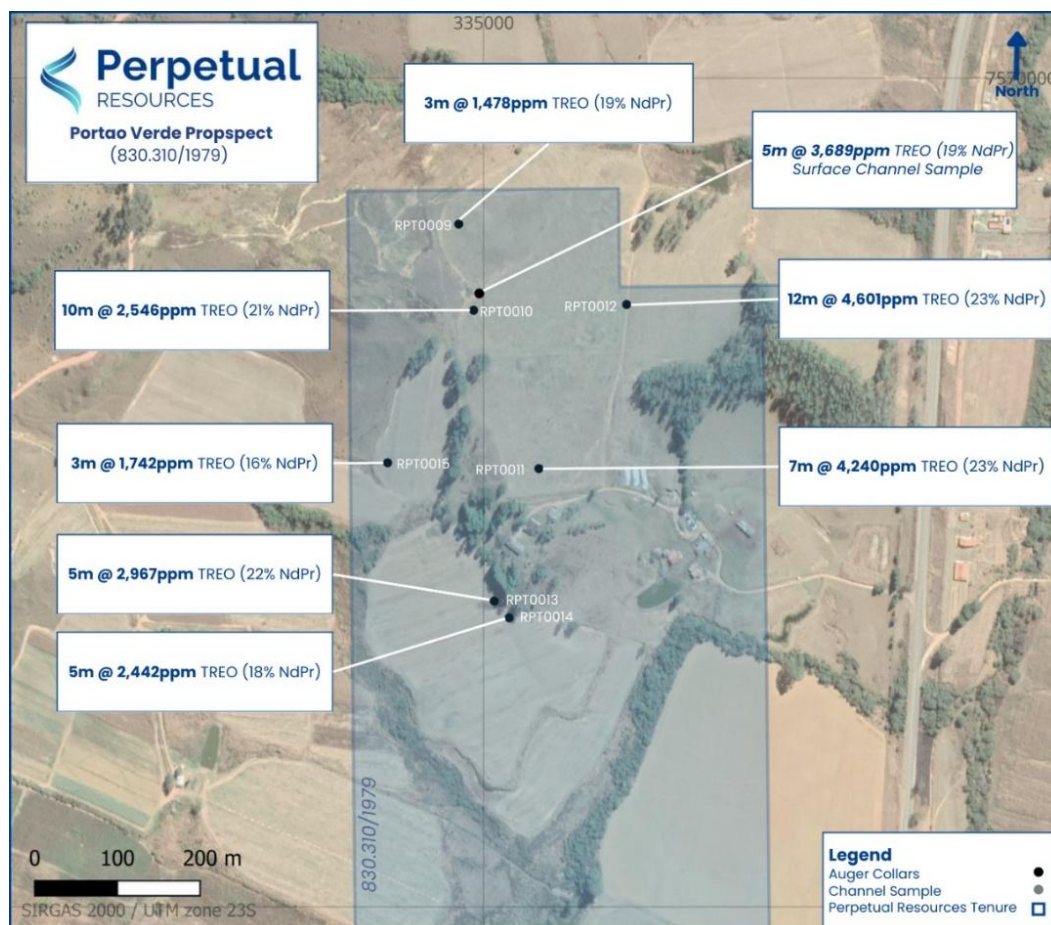 335000
7570000
North
Perpetual
RESOURCES
Portao Verde Propspect
(830.310/1979)
3m @ 1,478ppm TREO (19% NdPr)
5m @ 3,689ppm TREO (19% NdPr)
Surface Channel Sample
RPT0009
10m @ 2,546ppm TREO (21% NdPr)
RPT0010
RPT0012
12m @ 4,601ppm TREO (23% NdPr)
3m @ 1,742ppm TREO (16% NdPr)
RPT0015
RPT0011
7m @ 4,240ppm TREO (23% NdPr)
5m @ 2,967ppm TREO (22% NdPr)
RPT0013
RPT0014
5m @ 2,442ppm TREO (18% NdPr)
830.310/1979
0 100 200 m
SIRGAS 2000 / UTM zone 23S
Legend
Auger Collars
Channel Sample
Perpetual Resources Tenure